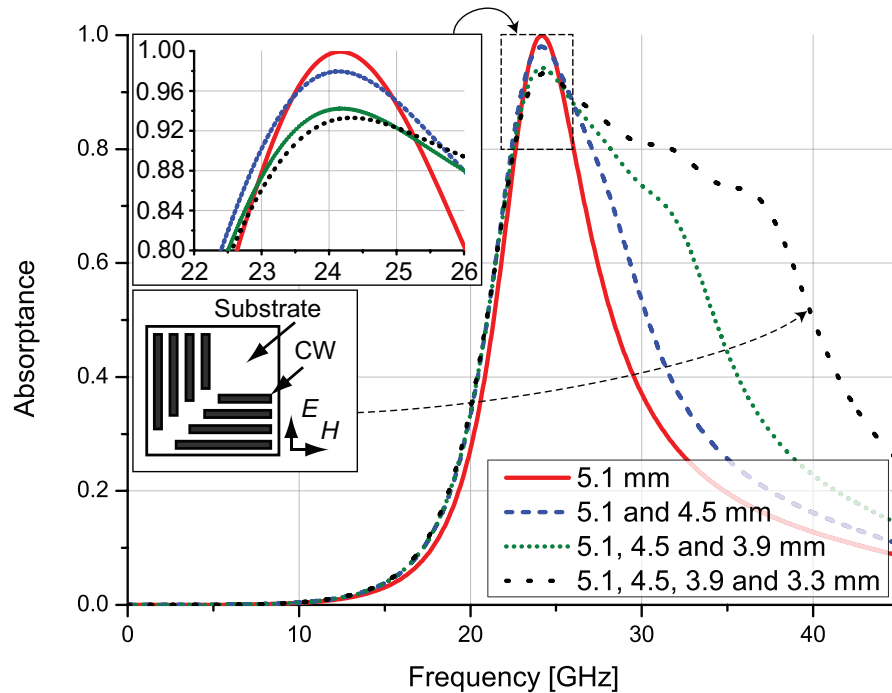 1.0
0.8
0.6
0.4
0.2
0.0
Absorptance
0
10
20
30
40
Frequency [GHz]
1.00
0.96
0.92
0.88
0.84
0.80
22
23
24
25
26
Substrate
CW
E
H
5.1 mm
5.1 and 4.5 mm
5.1, 4.5 and 3.9 mm
5.1, 4.5, 3.9 and 3.3 mm